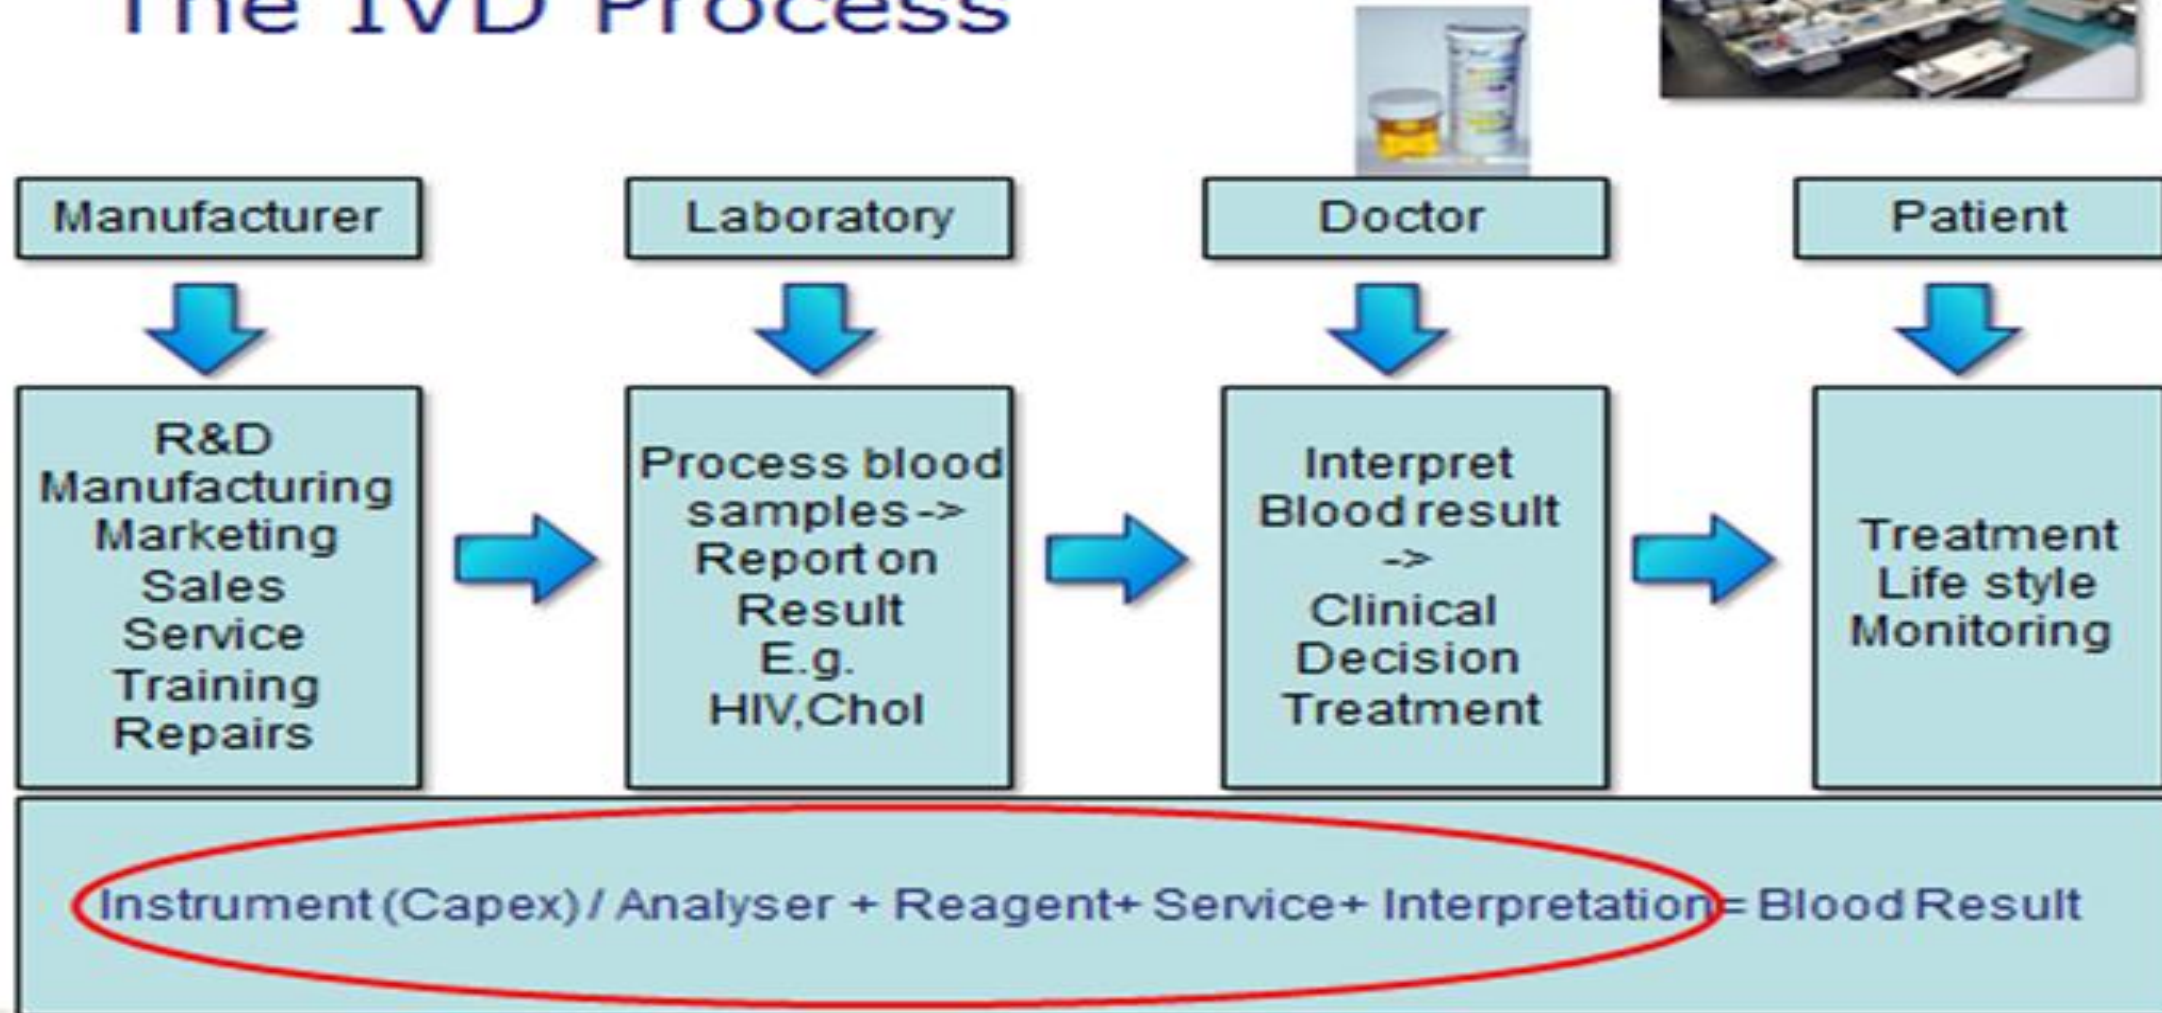 The IVD Process
Manufacturer
Laboratory
Doctor
Patient
R&D
Manufacturing
Marketing
Sales
Service
Training
Repairs
Process blood
samples->
Report on
Result
E.g.
HIV,Chol
Interpret
Blood result
->
Clinical
Decision
Treatment
Treatment
Life style
Monitoring
Instrument (Capex) / Analyser + Reagent+ Service+ Interpretation= Blood Result